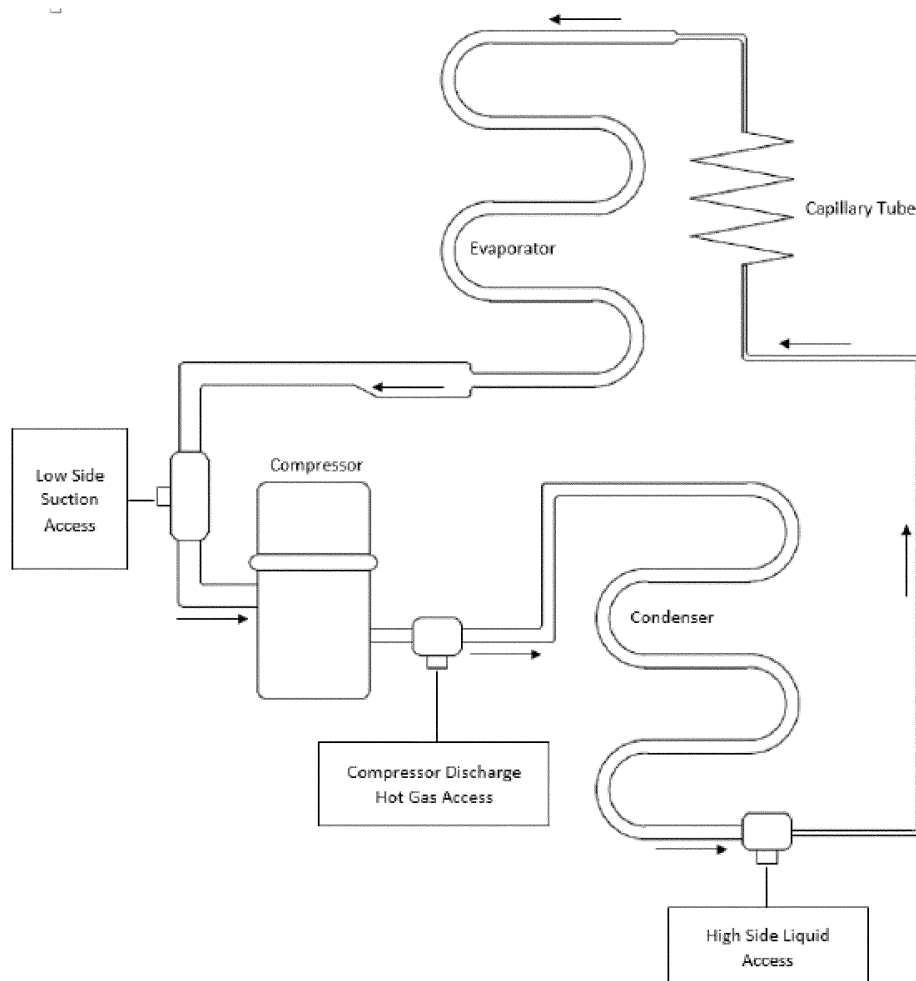 Capillary Tube
Evaporator
Low Side
Suction
Access
Compressor
Condenser
Compressor Discharge
Hot Gas Access
High Side Liquid
Access